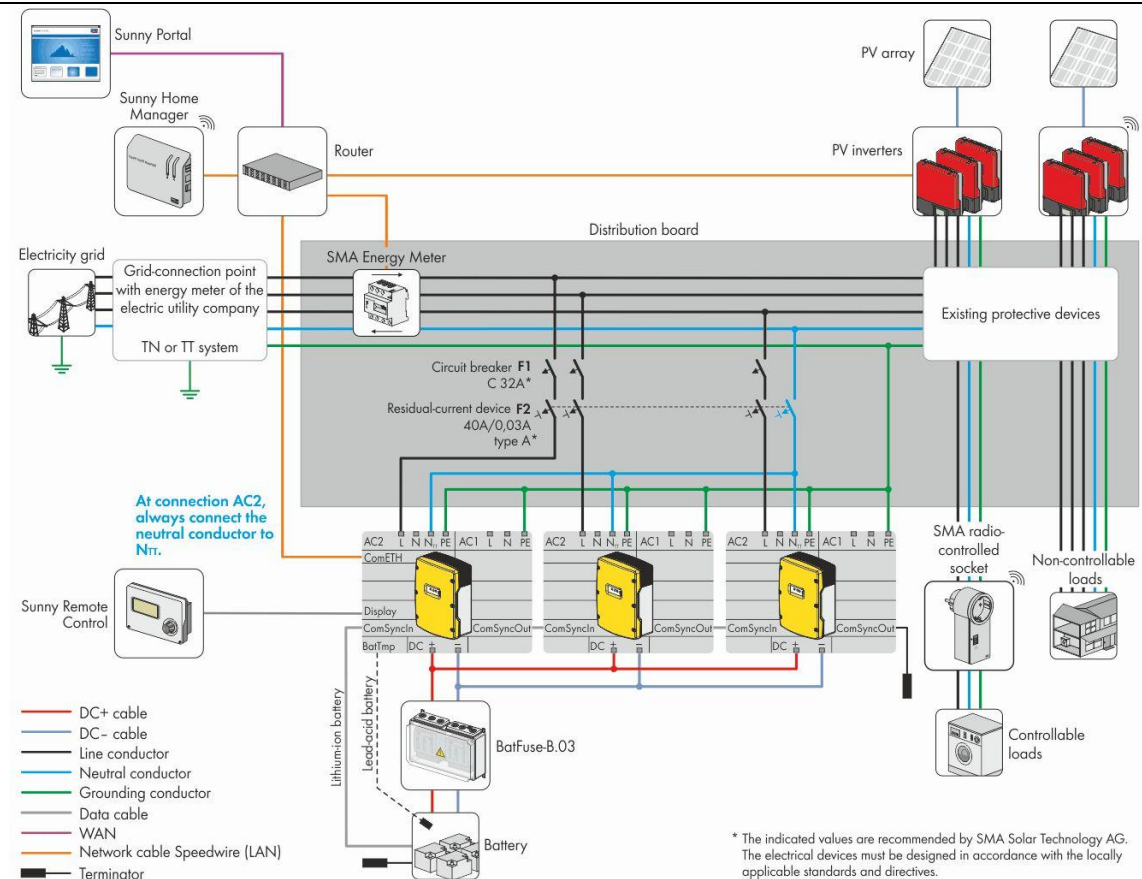 Sunny Portal
PV array
Sunny Home
Manager
Router
PV inverters
Distribution board
Electricity grid
Grid-connection point
with energy meter of the
electric utility company
TN or TT system
SMA Energy Meter
Existing protective devices
Circuit breaker F1
C 32A*
Residual-current device F2
40A/0,03A
type A*
At connection AC2,
always connect the
neutral conductor to
NTT.
AC2 L N NTT PE AC1 L N PE
AC2 L N NTT PE AC1 L N PE
AC2 L N NTT PE AC1 L N PE
ComETH
Display
ComSyncIn ComSyncOut
ComSyncIn ComSyncOut
ComSyncIn ComSyncOut
BatTmp DC + −
DC + −
DC + −
SMA radio-
controlled
socket
Non-controllable
loads
Sunny Remote
Control
Lithium-ion battery
Lead-acid battery
BatFuse-B.03
Battery
Controllable
loads
DC+ cable
DC− cable
Line conductor
Neutral conductor
Grounding conductor
Data cable
WAN
Network cable Speedwire (LAN)
Terminator
* The indicated values are recommended by SMA Solar Technology AG.
The electrical devices must be designed in accordance with the locally
applicable standards and directives.